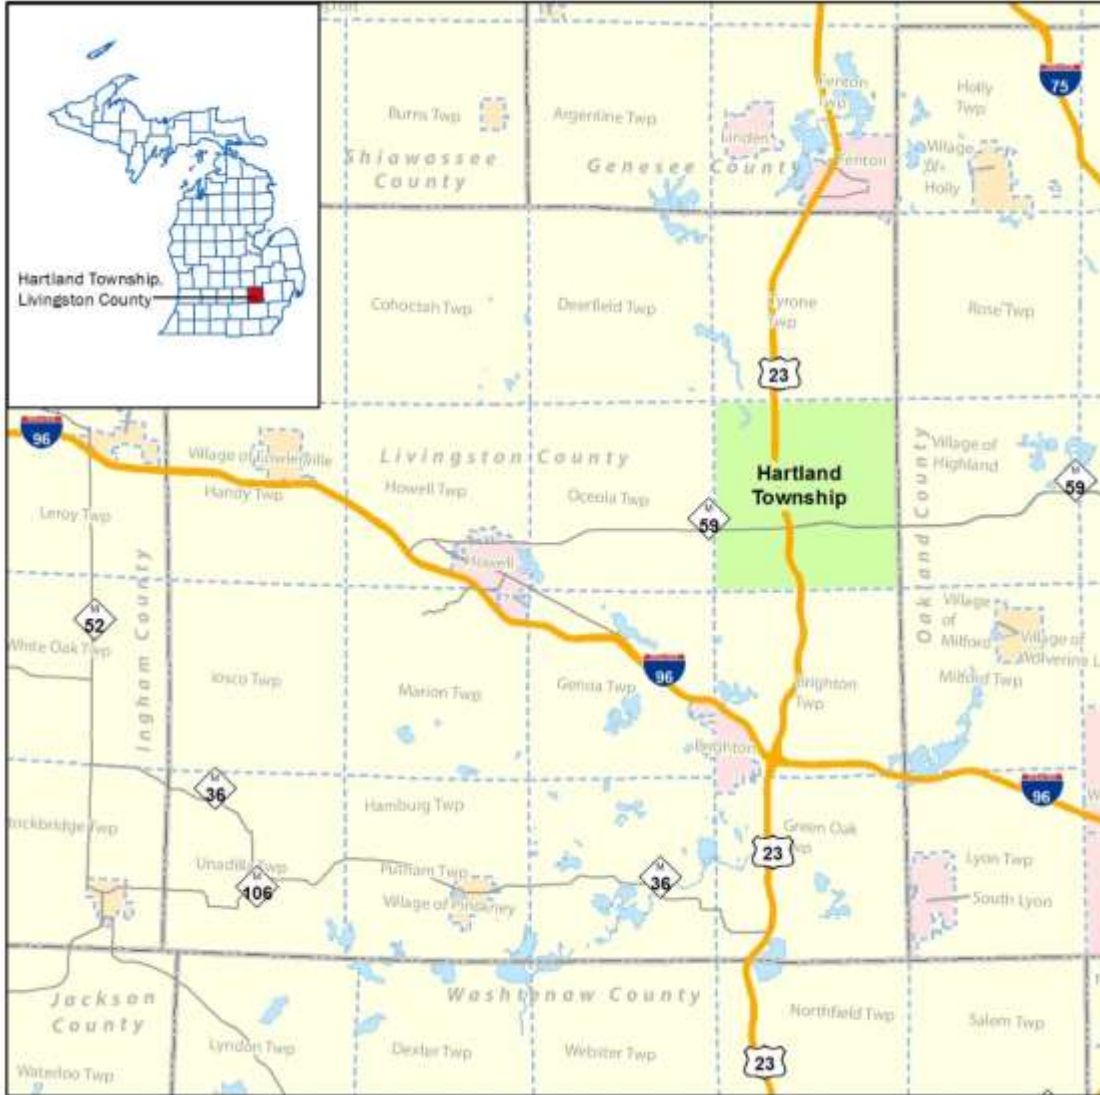 Hartland Township,
Livingston County
Burns Twp
Argentine Twp
Linden
Fenton
Twp
Fenton
Holly
Twp
75
Village
of
Holly
Shiawassee
County
Genesee County
Cohoctah Twp
Deerfield Twp
Tyrone
Twp
Rose Twp
23
96
Village of Fowlerville
Livingston County
Handy Twp
Howell Twp
Oceola Twp
Hartland
Township
Oakland County
Village of
Highland
M
59
M
59
Leroy Twp
Howell
Ingham County
M
52
White Oak Twp
Iosco Twp
Marion Twp
Genoa Twp
96
Brighton
Twp
Village
of
Milford
Village of
Wolverine L
Milford Twp
Brighton
M
36
Hamburg Twp
96
tockbridge Twp
Unadilla Twp
Putnam Twp
M
36
23
Green Oak
Twp
Lyon Twp
M
106
Village of Pinckney
South Lyon
Jackson
County
Washtenaw County
Northfield Twp
Salem Twp
Lyndon Twp
Dexter Twp
Webster Twp
23
Waterloo Twp